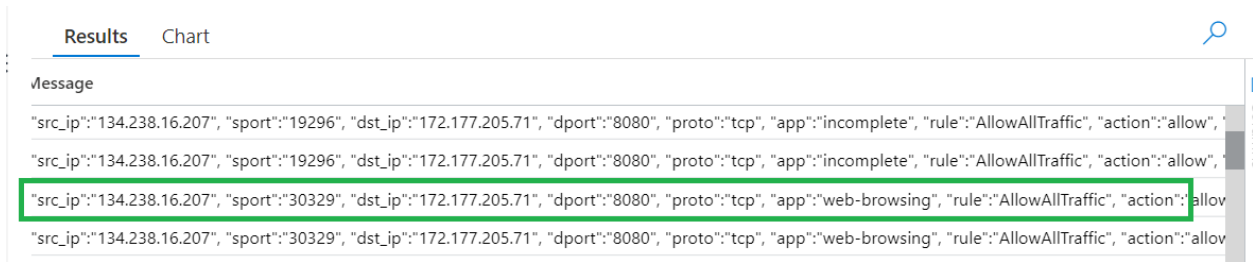 Results Chart
Message
"src_ip":"134.238.16.207", "sport":"19296", "dst_ip":"172.177.205.71", "dport":"8080", "proto":"tcp", "app":"incomplete", "rule":"AllowAllTraffic", "action":"allow", "
"src_ip":"134.238.16.207", "sport":"19296", "dst_ip":"172.177.205.71", "dport":"8080", "proto":"tcp", "app":"incomplete", "rule":"AllowAllTraffic", "action":"allow", "
"src_ip":"134.238.16.207", "sport":"30329", "dst_ip":"172.177.205.71", "dport":"8080", "proto":"tcp", "app":"web-browsing", "rule":"AllowAllTraffic", "action":"allow
"src_ip":"134.238.16.207", "sport":"30329", "dst_ip":"172.177.205.71", "dport":"8080", "proto":"tcp", "app":"web-browsing", "rule":"AllowAllTraffic", "action":"allow